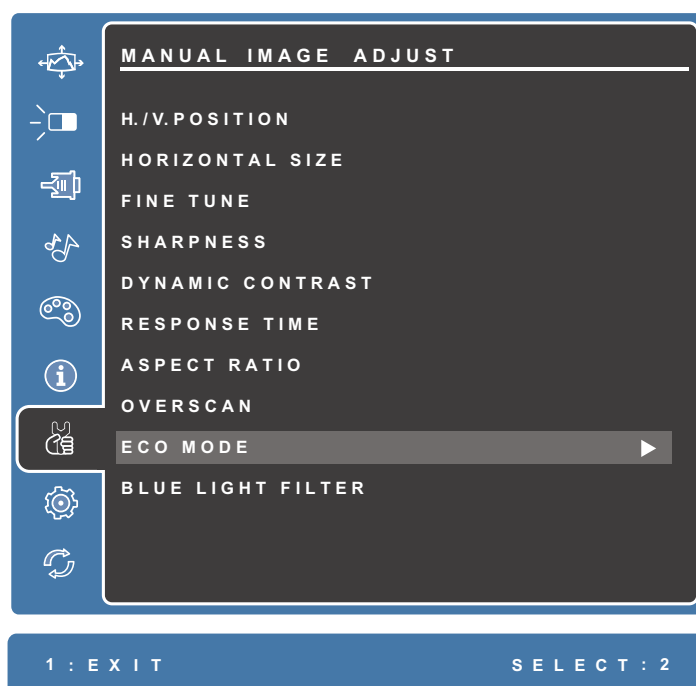 MANUAL IMAGE ADJUST
H./V.POSITION
HORIZONTAL SIZE
FINE TUNE
SHARPNESS
DYNAMIC CONTRAST
RESPONSE TIME
ASPECT RATIO
OVERSCAN
ECO MODE
BLUE LIGHT FILTER
1:EXIT SELECT:2